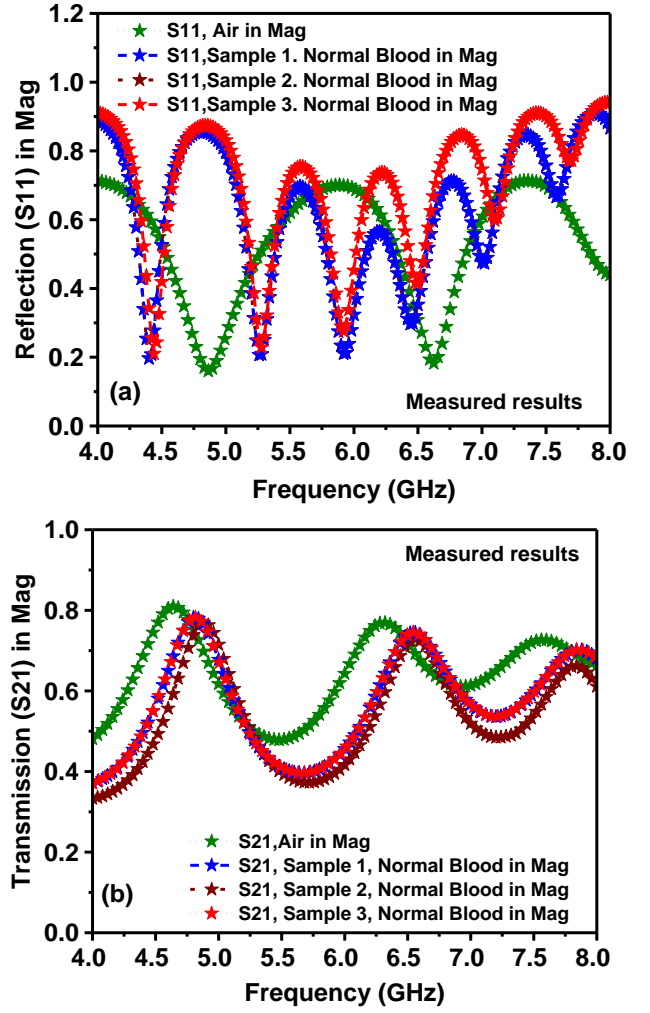 1.2
1.0
0.8
0.6
0.4
0.2
0.0
Reflection (S11) in Mag
S11, Air in Mag
S11,Sample 1. Normal Blood in Mag
S11,Sample 2. Normal Blood in Mag
S11,Sample 3. Normal Blood in Mag
(a)
Measured results
4.0 4.5 5.0 5.5 6.0 6.5 7.0 7.5 8.0
Frequency (GHz)
1.0
0.8
0.6
0.4
0.2
0.0
Transmission (S21) in Mag
Measured results
S21,Air in Mag
S21, Sample 1, Normal Blood in Mag
S21, Sample 2, Normal Blood in Mag
S21, Sample 3, Normal Blood in Mag
(b)
4.0 4.5 5.0 5.5 6.0 6.5 7.0 7.5 8.0
Frequency (GHz)